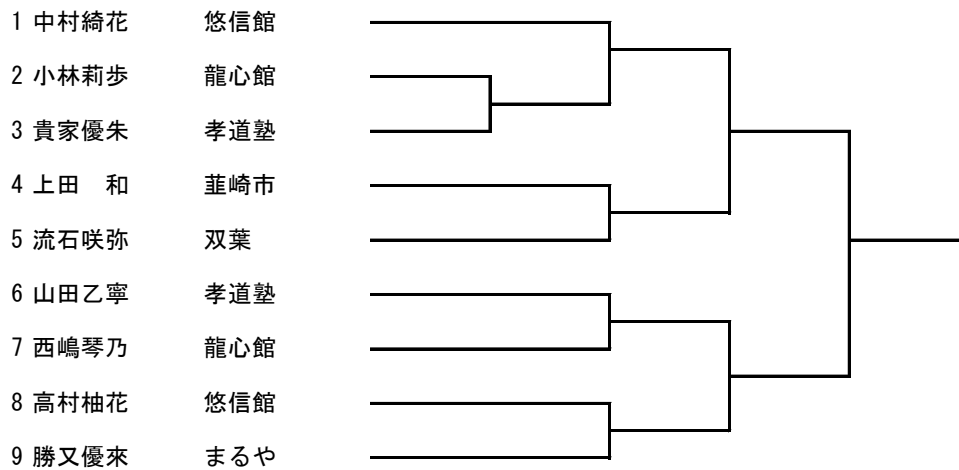 1 中村綺花 悠信館
2 小林莉歩 龍心館
3 貴家優朱 孝道塾
4 上田　和 韮崎市
5 流石咲弥 双葉
6 山田乙寧 孝道塾
7 西嶋琴乃 龍心館
8 高村柚花 悠信館
9 勝又優來 まるや